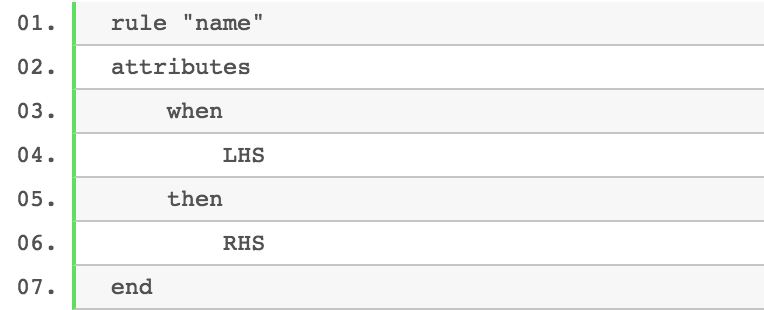 01. rule "name"
02. attributes
03. when
04. LHS
05. then
06. RHS
07. end